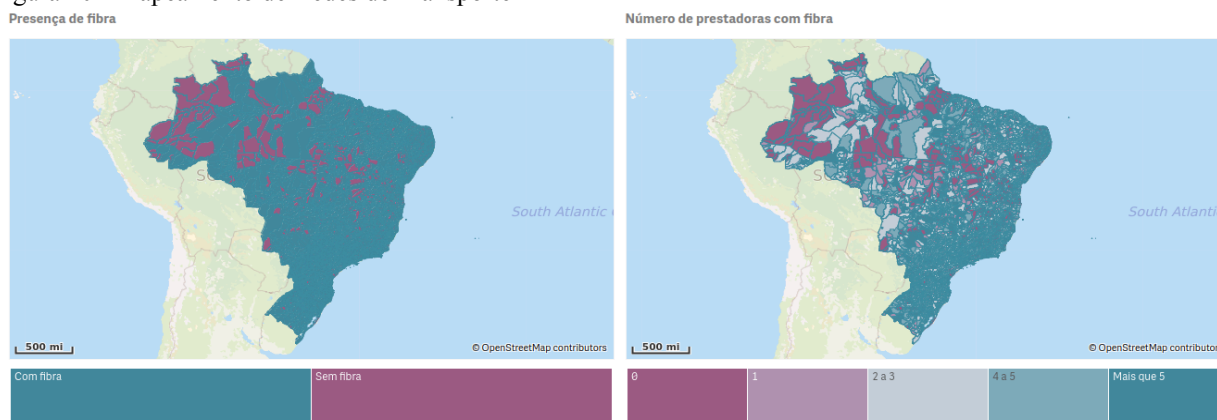 Presença de fibra
Número de prestadoras com fibra
South Atlantic
South Atlanti
500 mi
© OpenStreetMap contributors
500 mi
© OpenStreetMap contributor
Com fibra
Sem fibra
0
1
2 a 3
4 a 5
Mais que 5